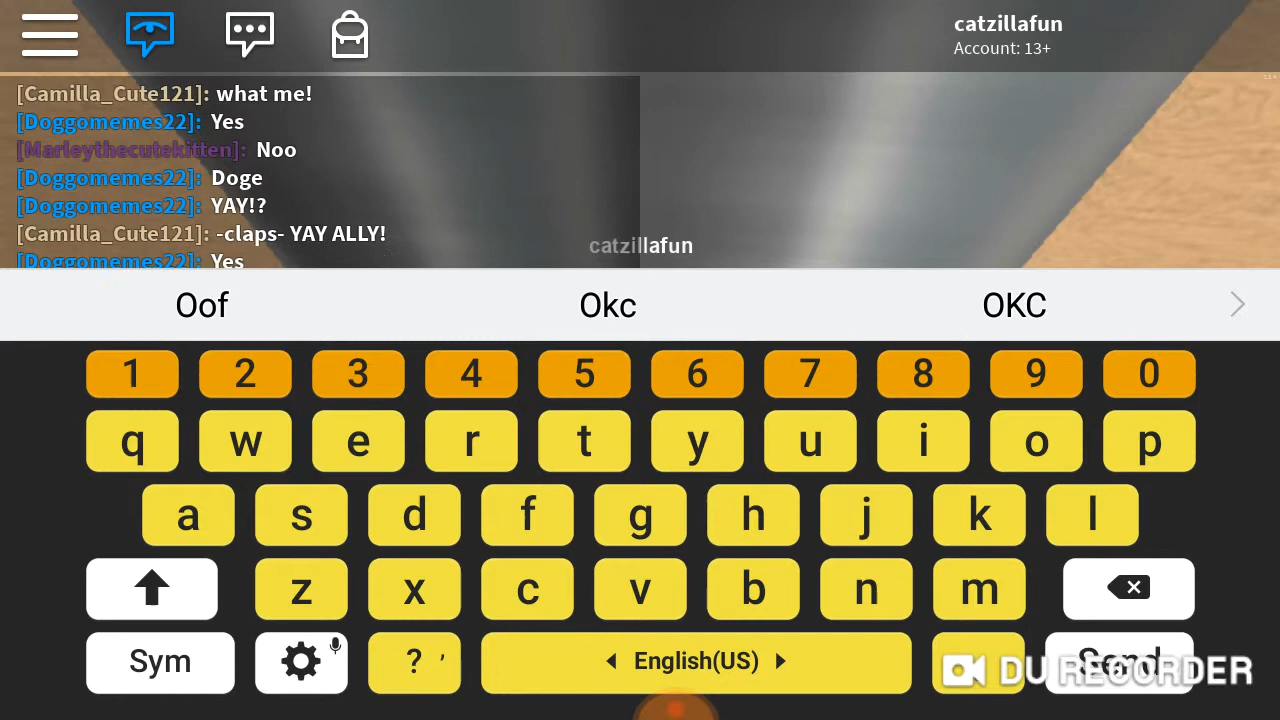 catzillafun
Account: 13+
[Camilla_Cute121]: what me!
[Doggomemes22]: Yes
[Marleythecutekitten]: Noo
[Doggomemes22]: Doge
[Doggomemes22]: YAY!?
[Camilla_Cute121]: -claps- YAY ALLY!
[Doggomemes22]: Yes
catzillafun
Oof Okc OKC
1 2 3 4 5 6 7 8 9 0
q w e r t y u i o p
a s d f g h j k l
z x c v b n m
Sym ? , English(US) Send
DU RECORDER